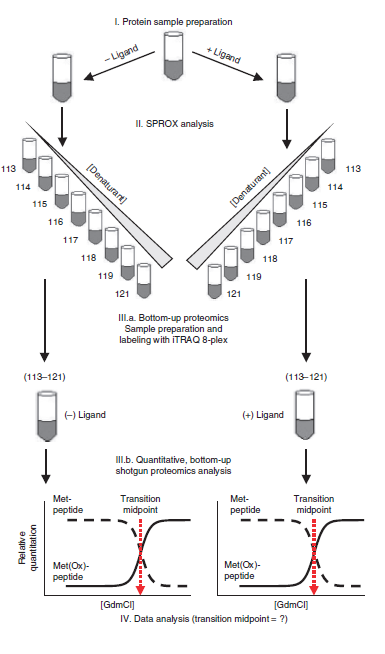 I. Protein sample preparation
– Ligand
+ Ligand
II. SPROX analysis
[Denaturant]
[Denaturant]
113
114
115
116
117
118
119
121
113
114
115
116
117
118
119
121
III.a. Bottom-up proteomics
Sample preparation and
labeling with iTRAQ 8-plex
(113–121)
(113–121)
(–) Ligand
(+) Ligand
III.b. Quantitative, bottom-up
shotgun proteomics analysis
Relative
quantitation
Met-
peptide
Transition
midpoint
Met(Ox)-
peptide
[GdmCl]
Met-
peptide
Transition
midpoint
Met(Ox)-
peptide
[GdmCl]
IV. Data analysis (transition midpoint = ?)